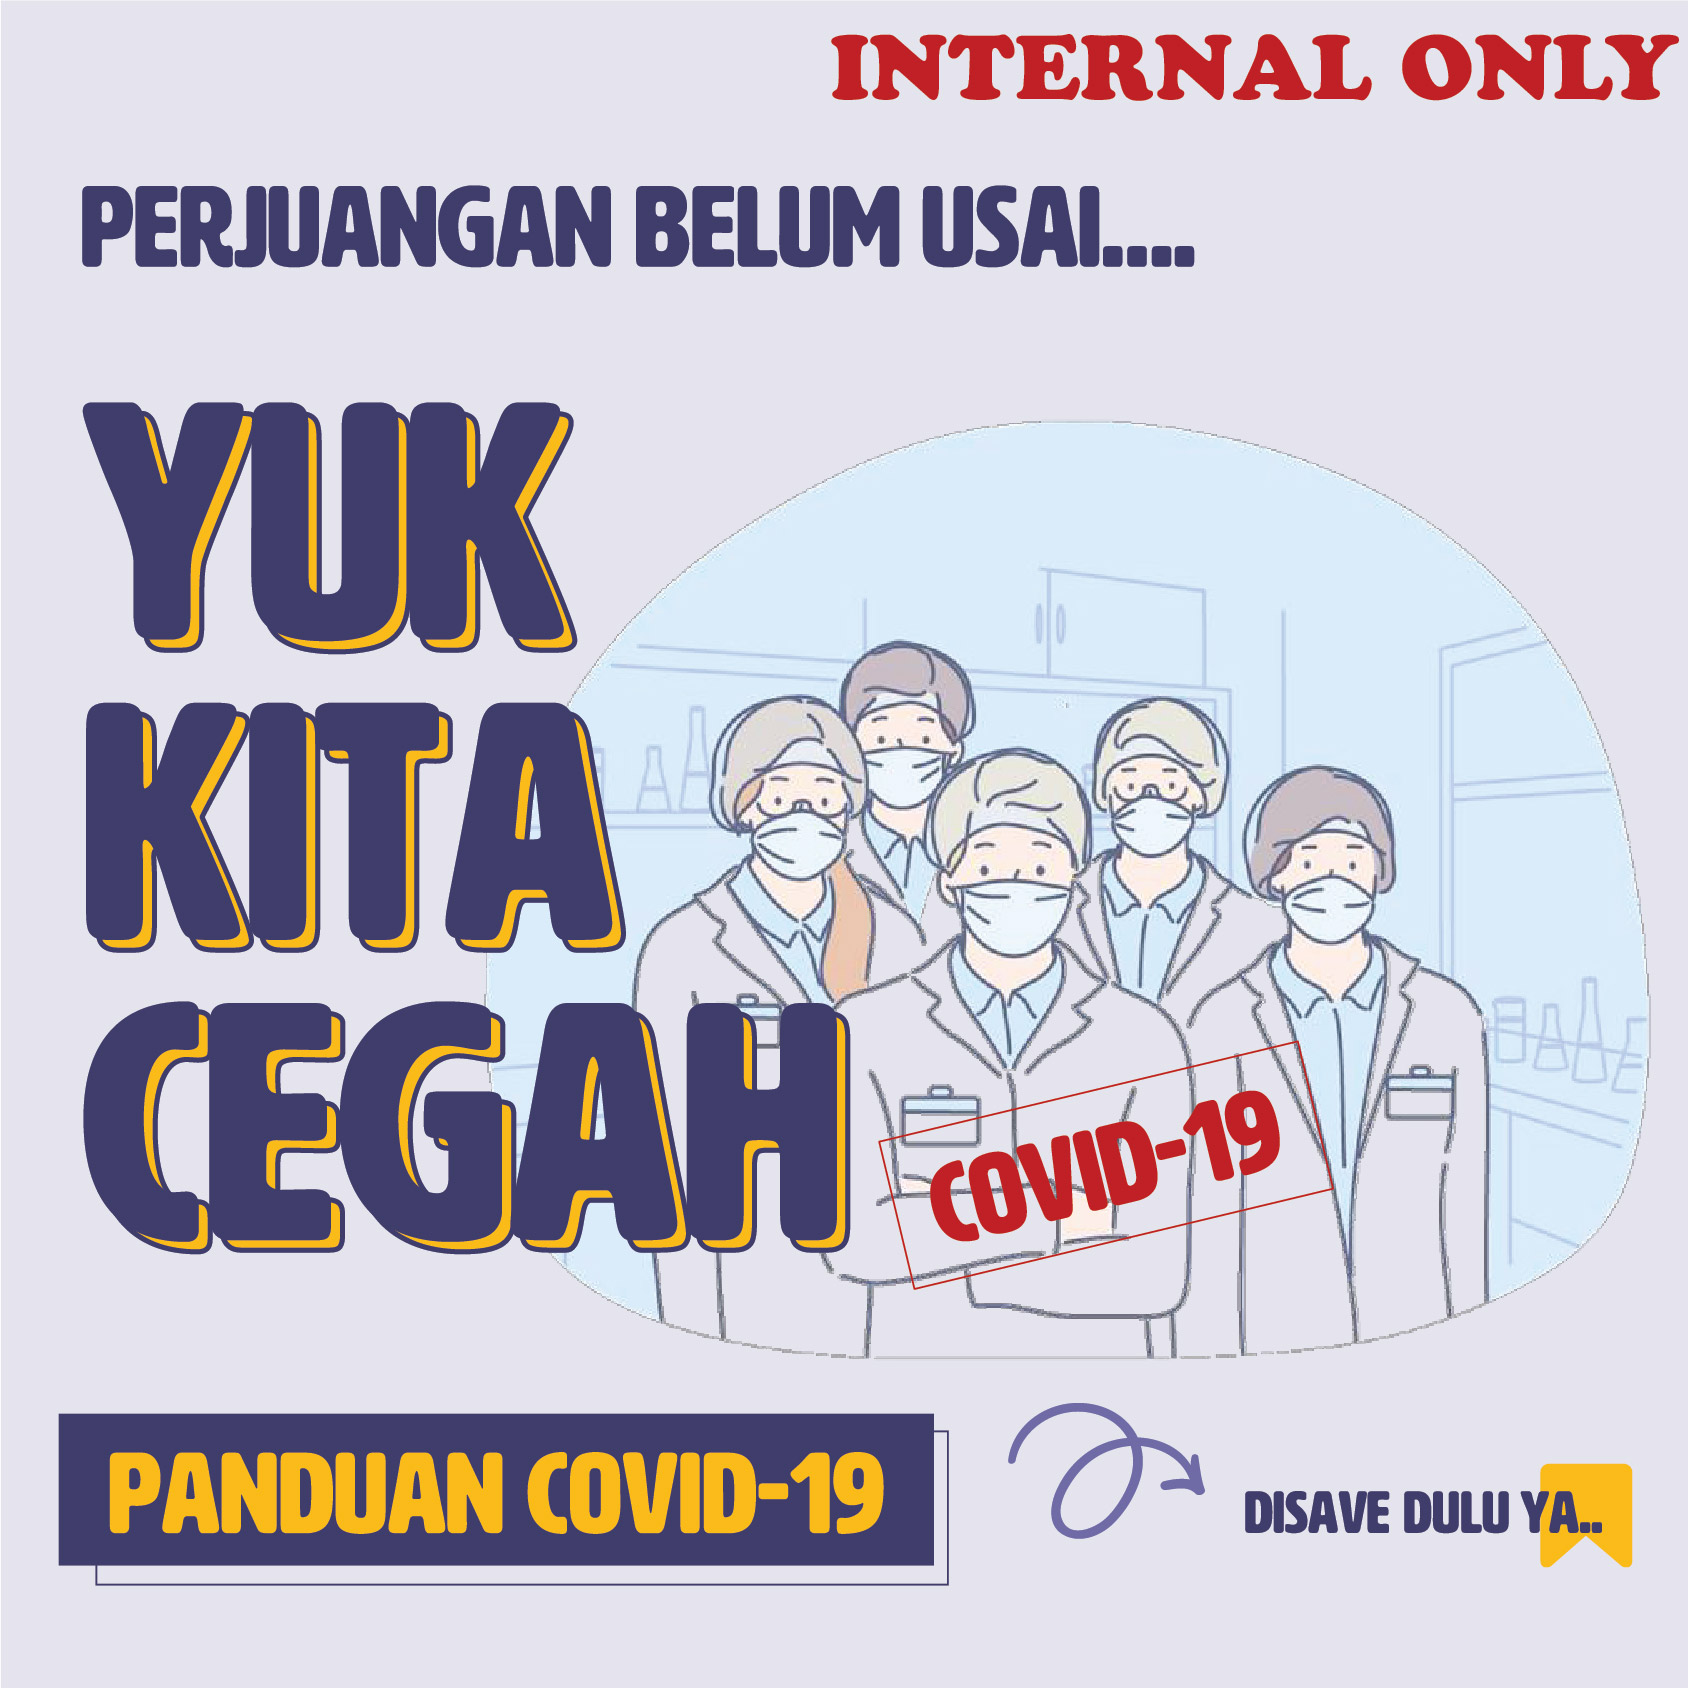 INTERNAL ONLY
PERJUANGAN BELUM USAI....
YUK
KITA
CEGAH
COVID-19
PANDUAN COVID-19
DISAVE DULU YA..